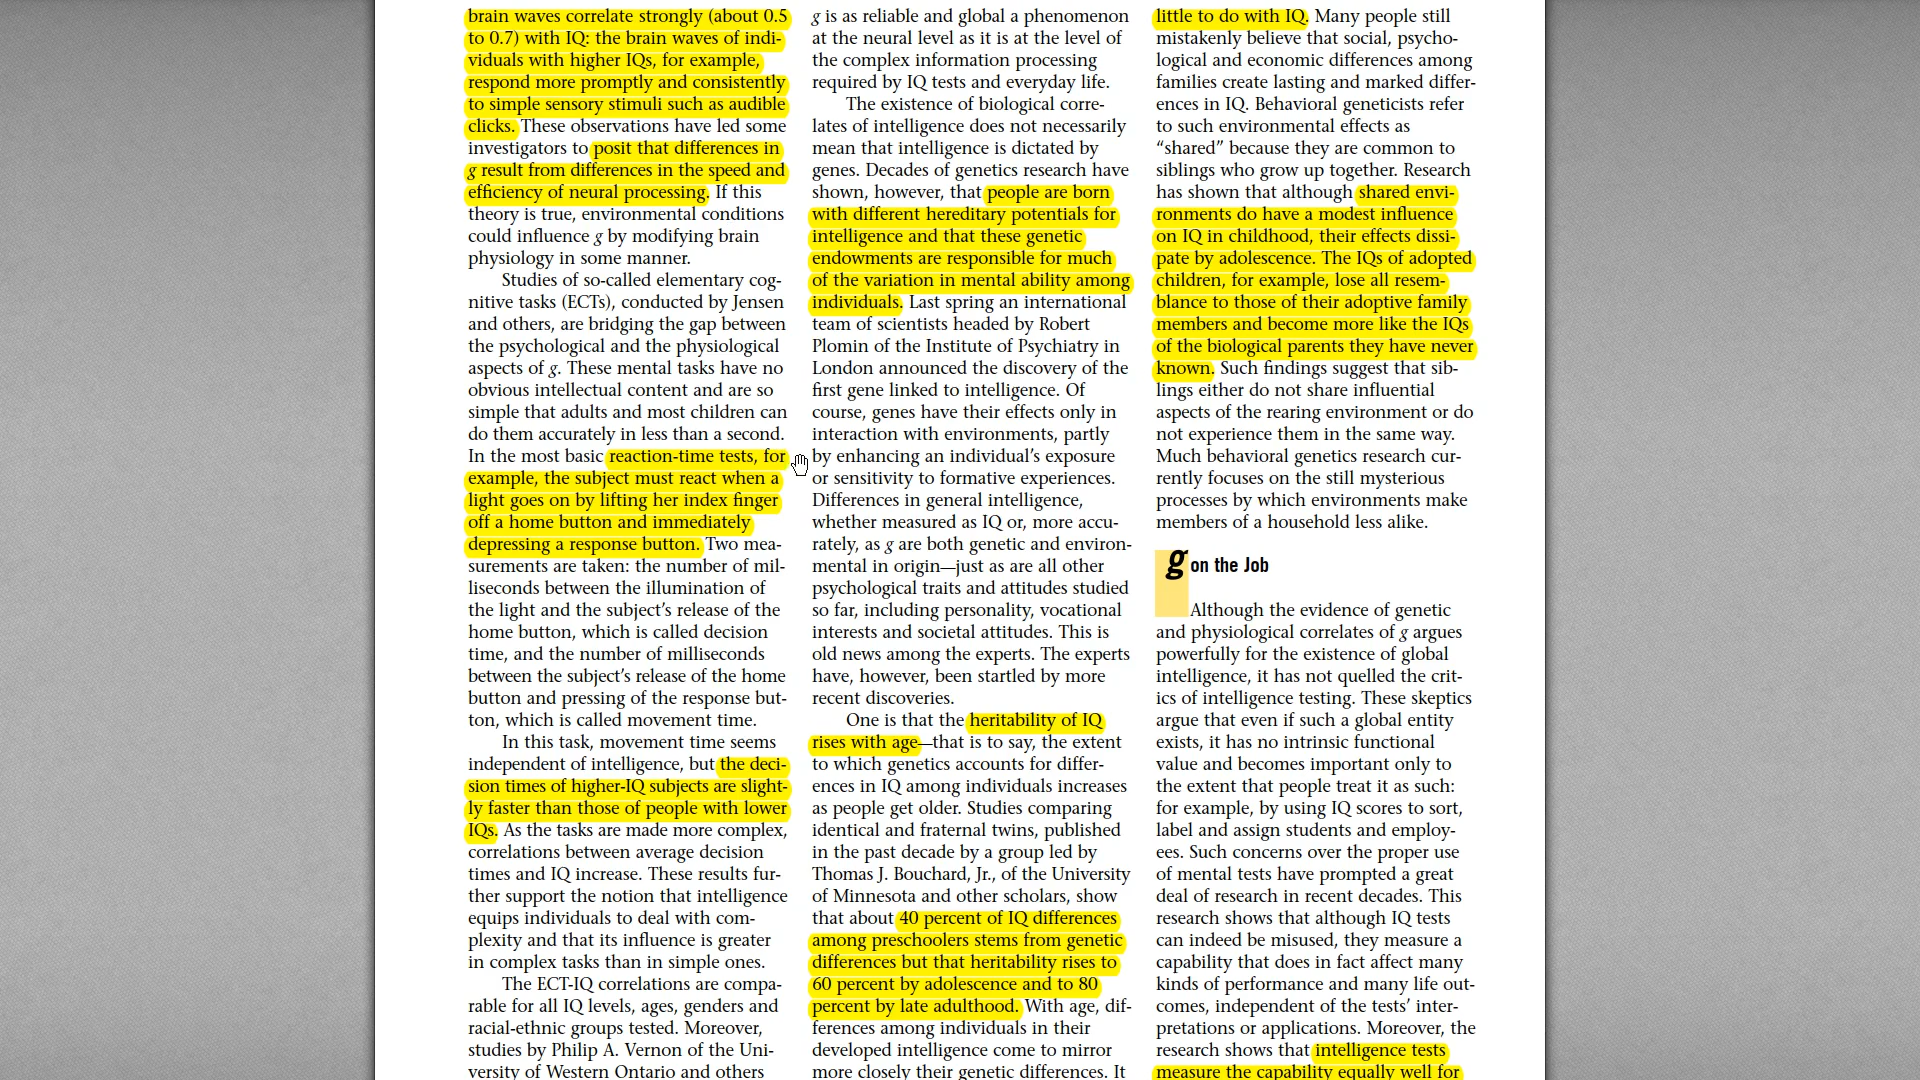 brain waves correlate strongly (about 0.5
to 0.7) with IQ: the brain waves of indi-
viduals with higher IQs, for example,
respond more promptly and consistently
to simple sensory stimuli such as audible
clicks. These observations have led some
investigators to posit that differences in
g result from differences in the speed and
efficiency of neural processing. If this
theory is true, environmental conditions
could influence g by modifying brain
physiology in some manner.
Studies of so-called elementary cog-
nitive tasks (ECTs), conducted by Jensen
and others, are bridging the gap between
the psychological and the physiological
aspects of g. These mental tasks have no
obvious intellectual content and are so
simple that adults and most children can
do them accurately in less than a second.
In the most basic reaction-time tests, for
example, the subject must react when a
light goes on by lifting her index finger
off a home button and immediately
depressing a response button. Two mea-
surements are taken: the number of mil-
liseconds between the illumination of
the light and the subject's release of the
home button, which is called decision
time, and the number of milliseconds
between the subject's release of the home
button and pressing of the response but-
ton, which is called movement time.
In this task, movement time seems
independent of intelligence, but the deci-
sion times of higher-IQ subjects are slight-
ly faster than those of people with lower
IQs. As the tasks are made more complex,
correlations between average decision
times and IQ increase. These results fur-
ther support the notion that intelligence
equips individuals to deal with com-
plexity and that its influence is greater
in complex tasks than in simple ones.
The ECT-IQ correlations are compa-
rable for all IQ levels, ages, genders and
racial-ethnic groups tested. Moreover,
studies by Philip A. Vernon of the Uni-
versity of Western Ontario and others
g is as reliable and global a phenomenon
at the neural level as it is at the level of
the complex information processing
required by IQ tests and everyday life.
The existence of biological corre-
lates of intelligence does not necessarily
mean that intelligence is dictated by
genes. Decades of genetics research have
shown, however, that people are born
with different hereditary potentials for
intelligence and that these genetic
endowments are responsible for much
of the variation in mental ability among
individuals. Last spring an international
team of scientists headed by Robert
Plomin of the Institute of Psychiatry in
London announced the discovery of the
first gene linked to intelligence. Of
course, genes have their effects only in
interaction with environments, partly
by enhancing an individual's exposure
or sensitivity to formative experiences.
Differences in general intelligence,
whether measured as IQ or, more accu-
rately, as g are both genetic and environ-
mental in origin—just as are all other
psychological traits and attitudes studied
so far, including personality, vocational
interests and societal attitudes. This is
old news among the experts. The experts
have, however, been startled by more
recent discoveries.
One is that the heritability of IQ
rises with age—that is to say, the extent
to which genetics accounts for differ-
ences in IQ among individuals increases
as people get older. Studies comparing
identical and fraternal twins, published
in the past decade by a group led by
Thomas J. Bouchard, Jr., of the University
of Minnesota and other scholars, show
that about 40 percent of IQ differences
among preschoolers stems from genetic
differences but that heritability rises to
60 percent by adolescence and to 80
percent by late adulthood. With age, dif-
ferences among individuals in their
developed intelligence come to mirror
more closely their genetic differences. It
little to do with IQ. Many people still
mistakenly believe that social, psycho-
logical and economic differences among
families create lasting and marked differ-
ences in IQ. Behavioral geneticists refer
to such environmental effects as
“shared” because they are common to
siblings who grow up together. Research
has shown that although shared envi-
ronments do have a modest influence
on IQ in childhood, their effects dissi-
pate by adolescence. The IQs of adopted
children, for example, lose all resem-
blance to those of their adoptive family
members and become more like the IQs
of the biological parents they have never
known. Such findings suggest that sib-
lings either do not share influential
aspects of the rearing environment or do
not experience them in the same way.
Much behavioral genetics research cur-
rently focuses on the still mysterious
processes by which environments make
members of a household less alike.
g on the Job
Although the evidence of genetic
and physiological correlates of g argues
powerfully for the existence of global
intelligence, it has not quelled the crit-
ics of intelligence testing. These skeptics
argue that even if such a global entity
exists, it has no intrinsic functional
value and becomes important only to
the extent that people treat it as such:
for example, by using IQ scores to sort,
label and assign students and employ-
ees. Such concerns over the proper use
of mental tests have prompted a great
deal of research in recent decades. This
research shows that although IQ tests
can indeed be misused, they measure a
capability that does in fact affect many
kinds of performance and many life out-
comes, independent of the tests' inter-
pretations or applications. Moreover, the
research shows that intelligence tests
measure the capability equally well for